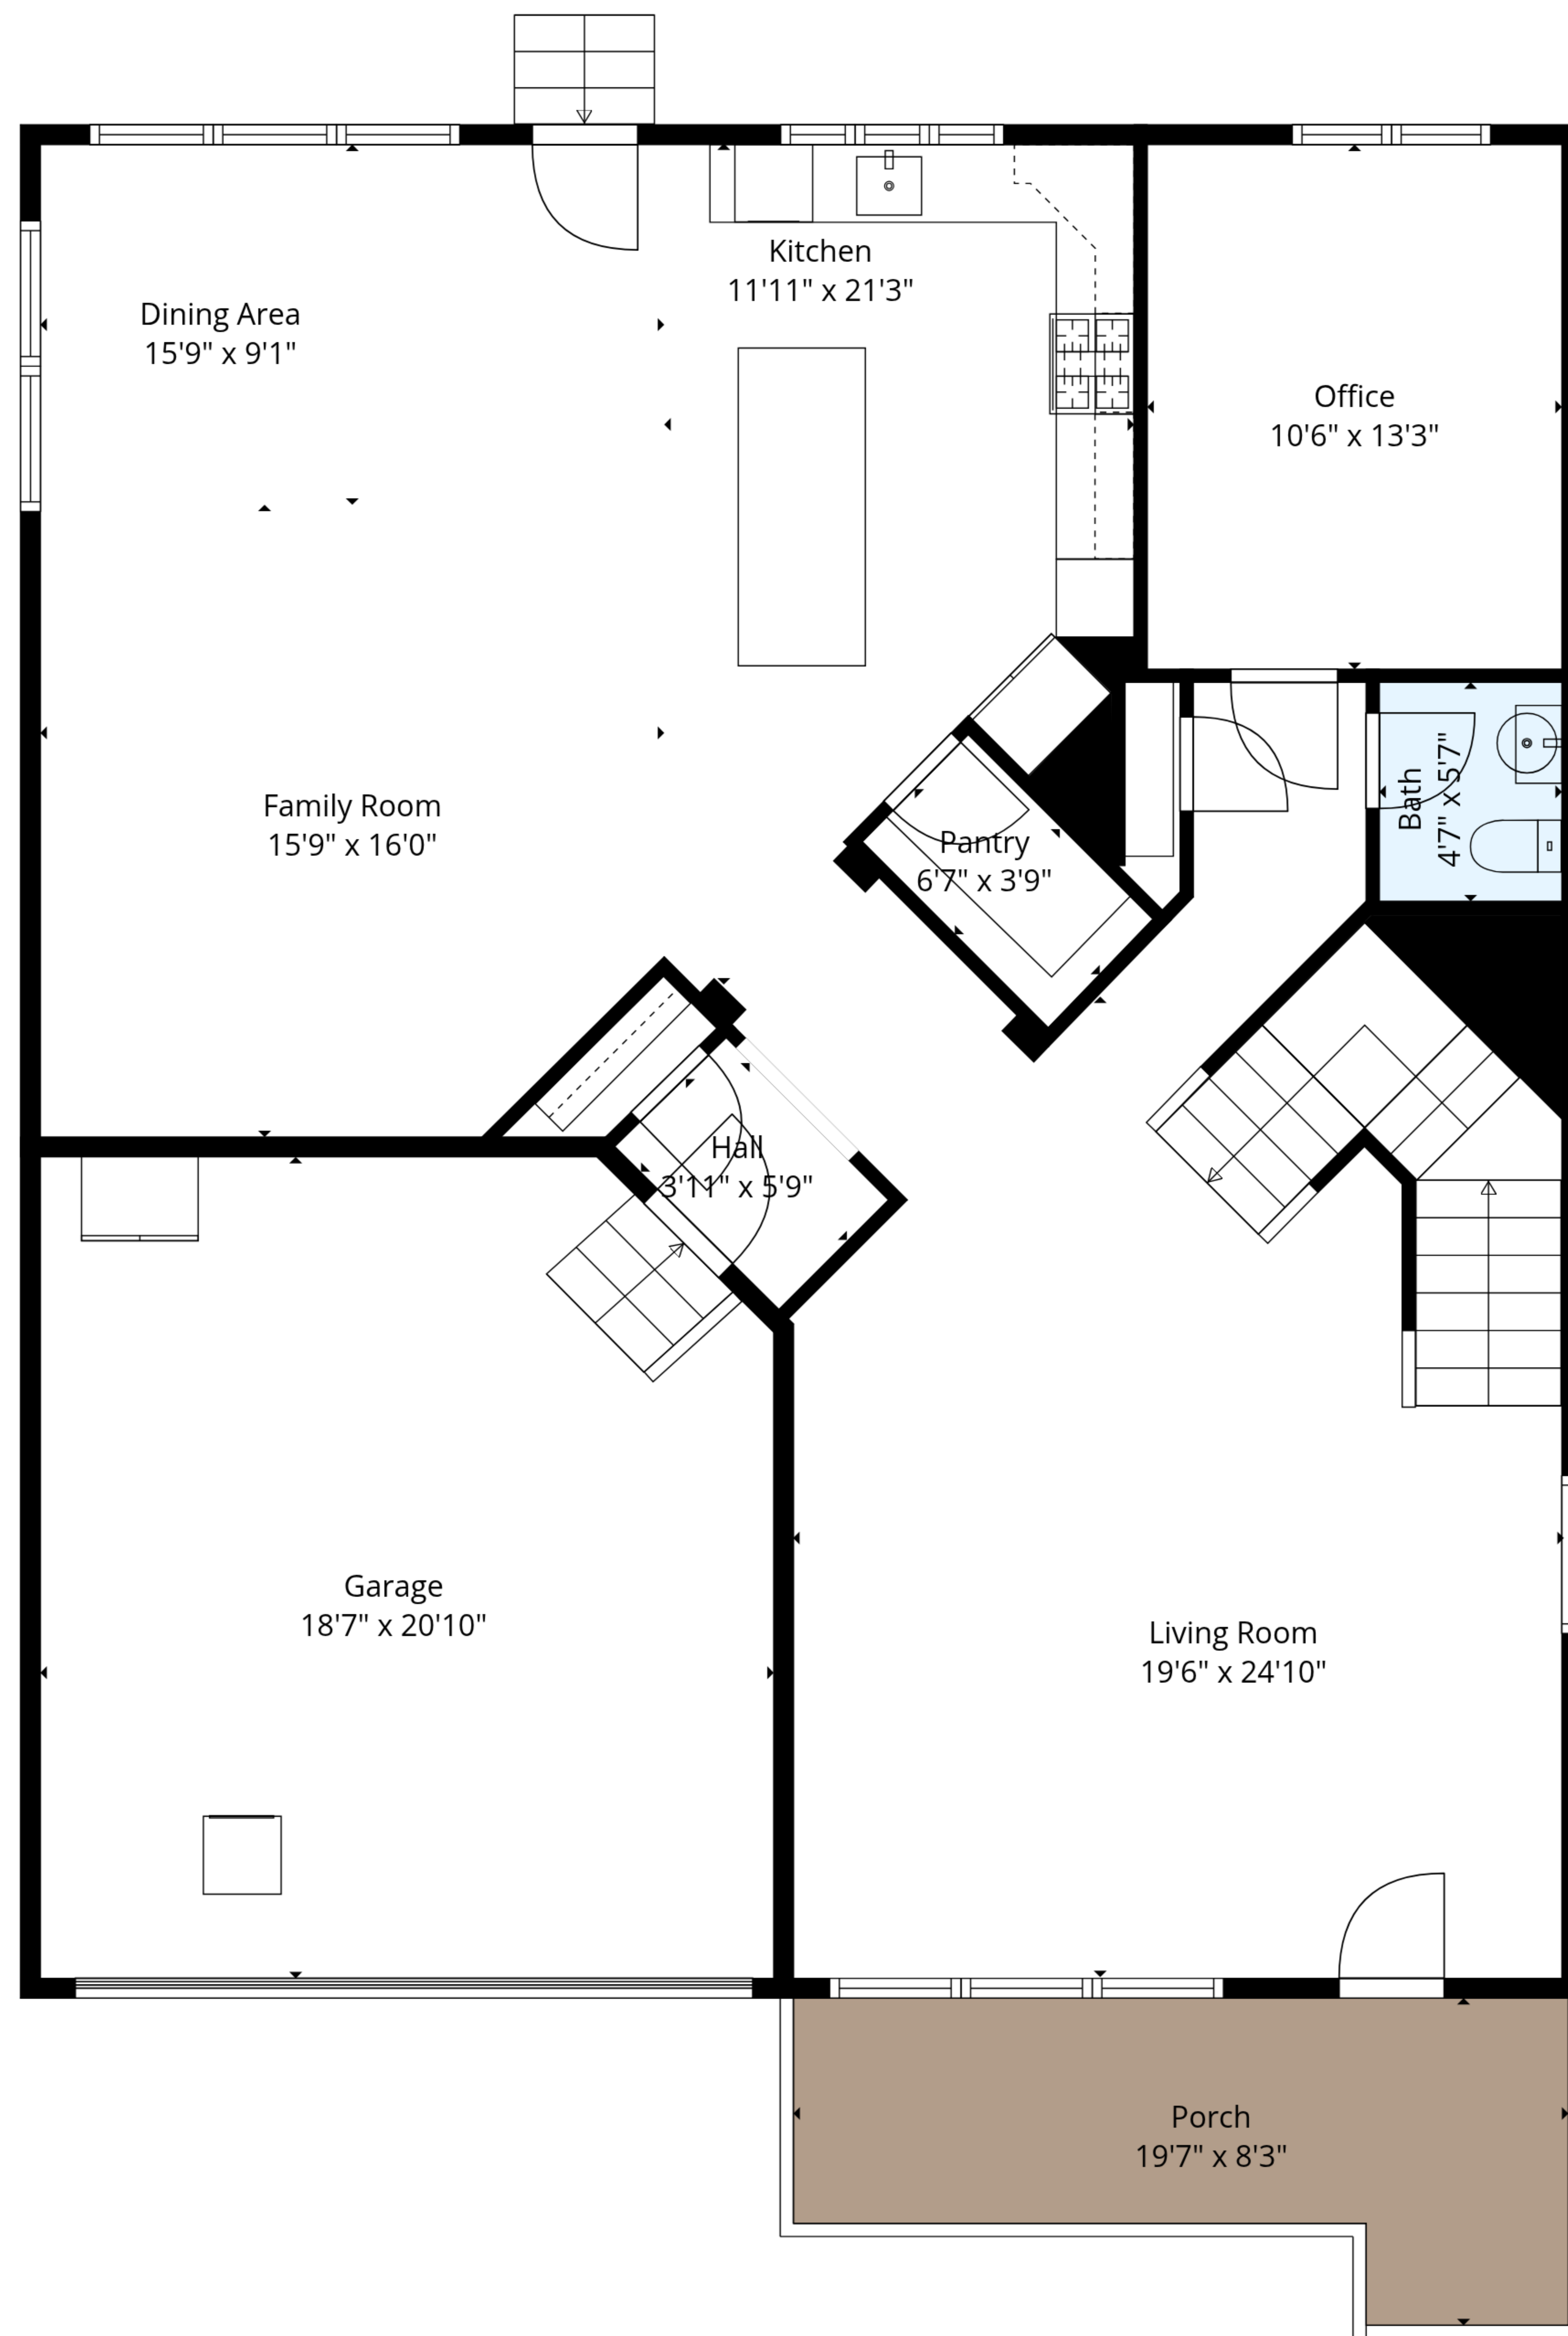 Kitchen
11'11" x 21'3"
Dining Area
15'9" x 9'1"
Office
10'6" x 13'3"
Family Room
15'9" x 16'0"
Pantry
6'7" x 3'9"
Bath
4'7" x 5'7"
Hall
3'11" x 5'9"
Garage
18'7" x 20'10"
Living Room
19'6" x 24'10"
Porch
19'7" x 8'3"